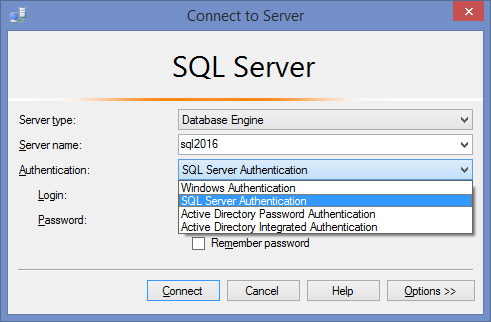 Connect to Server
SQL Server
Server type: Database Engine
Server name: sql2016
Authentication: SQL Server Authentication
Windows Authentication
Login: SQL Server Authentication
Active Directory Password Authentication
Password: Active Directory Integrated Authentication
Remember password
Connect Cancel Help Options >>